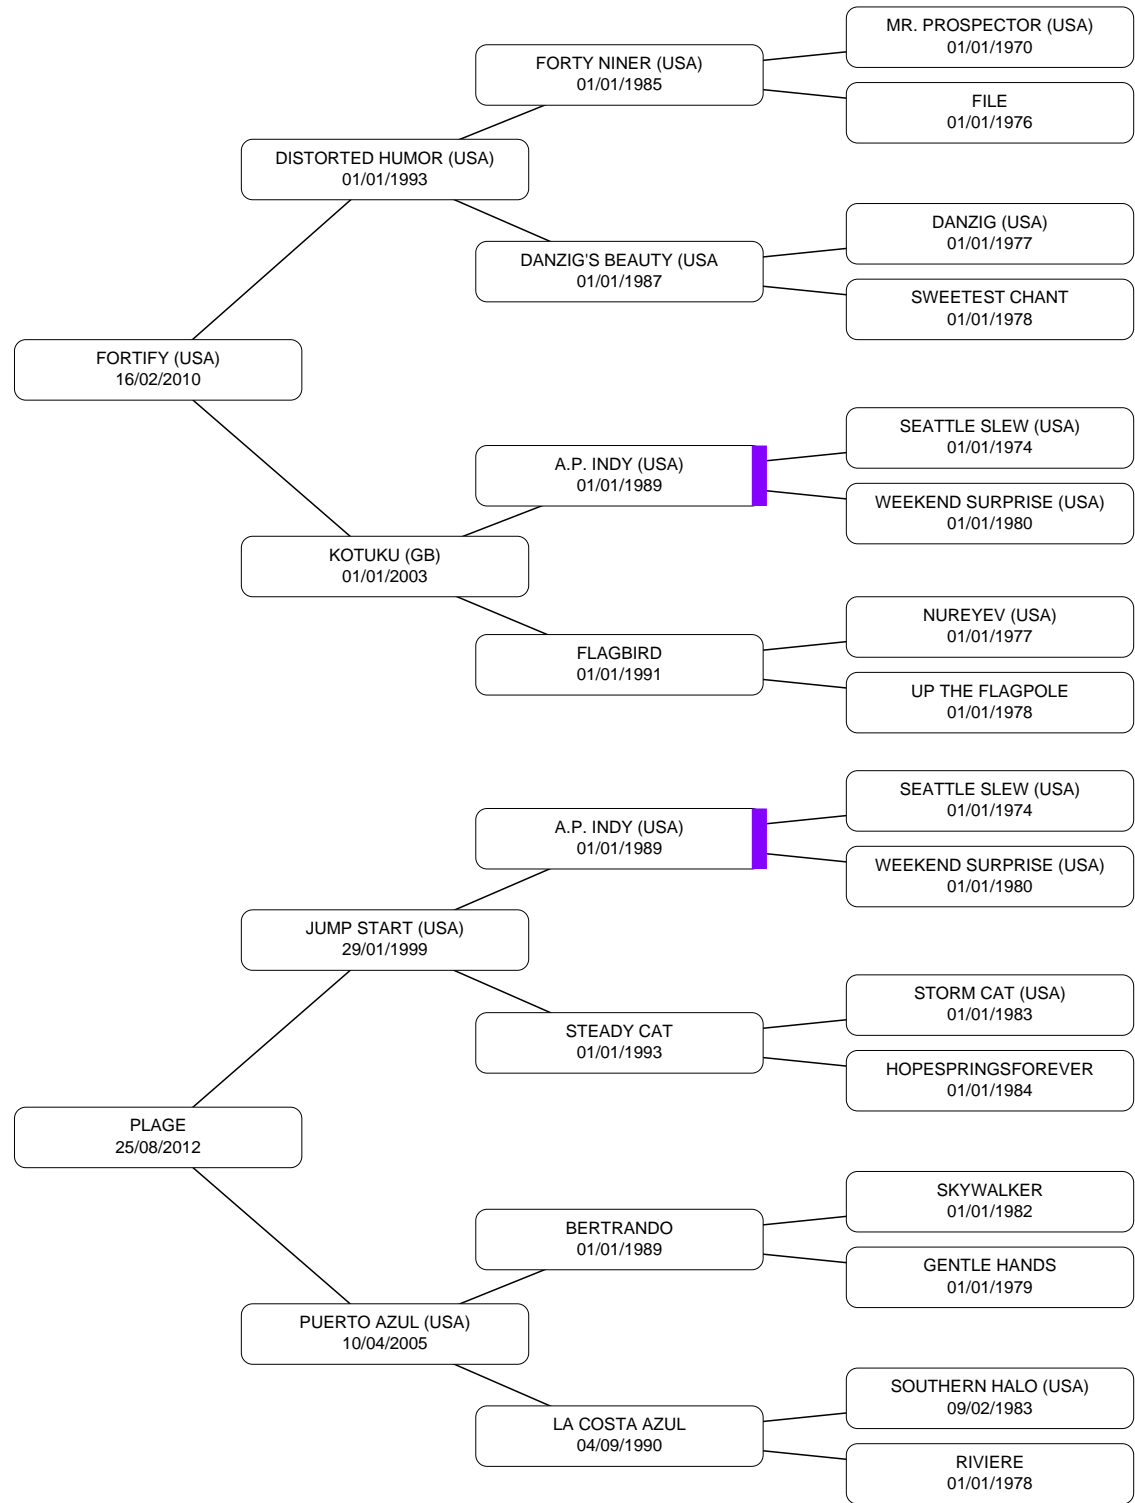 MR. PROSPECTOR (USA)
01/01/1970
FORTY NINER (USA)
01/01/1985
FILE
01/01/1976
DISTORTED HUMOR (USA)
01/01/1993
DANZIG (USA)
01/01/1977
DANZIG'S BEAUTY (USA
01/01/1987
SWEETEST CHANT
01/01/1978
FORTIFY (USA)
16/02/2010
SEATTLE SLEW (USA)
01/01/1974
A.P. INDY (USA)
01/01/1989
WEEKEND SURPRISE (USA)
01/01/1980
KOTUKU (GB)
01/01/2003
NUREYEV (USA)
01/01/1977
FLAGBIRD
01/01/1991
UP THE FLAGPOLE
01/01/1978
SEATTLE SLEW (USA)
01/01/1974
A.P. INDY (USA)
01/01/1989
WEEKEND SURPRISE (USA)
01/01/1980
JUMP START (USA)
29/01/1999
STORM CAT (USA)
01/01/1983
STEADY CAT
01/01/1993
HOPESPRINGSFOREVER
01/01/1984
PLAGE
25/08/2012
SKYWALKER
01/01/1982
BERTRANDO
01/01/1989
GENTLE HANDS
01/01/1979
PUERTO AZUL (USA)
10/04/2005
SOUTHERN HALO (USA)
09/02/1983
LA COSTA AZUL
04/09/1990
RIVIERE
01/01/1978